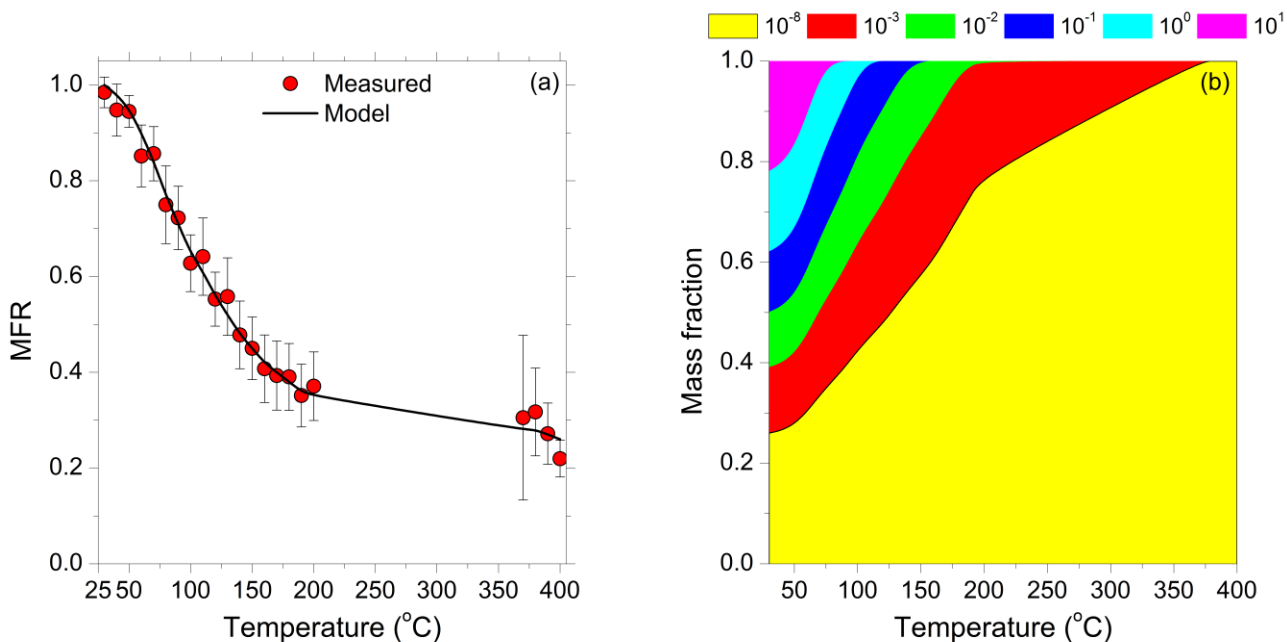 (a)
Measured
Model
1.0
0.8
0.6
0.4
0.2
0.0
MFR
25 50 100 150 200 250 300 350 400
Temperature (°C)
10⁻⁸ 10⁻³ 10⁻² 10⁻¹ 10⁰ 10¹
(b)
1.0
0.8
0.6
0.4
0.2
0.0
Mass fraction
50 100 150 200 250 300 350 400
Temperature (°C)